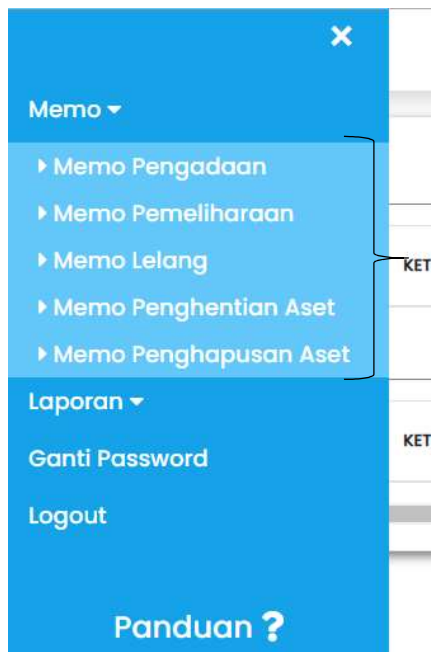 Memo
Memo Pengadaan
Memo Pemeliharaan
Memo Lelang
KET
Memo Penghentian Aset
Memo Penghapusan Aset
Laporan
KET
Ganti Password
Logout
Panduan ?